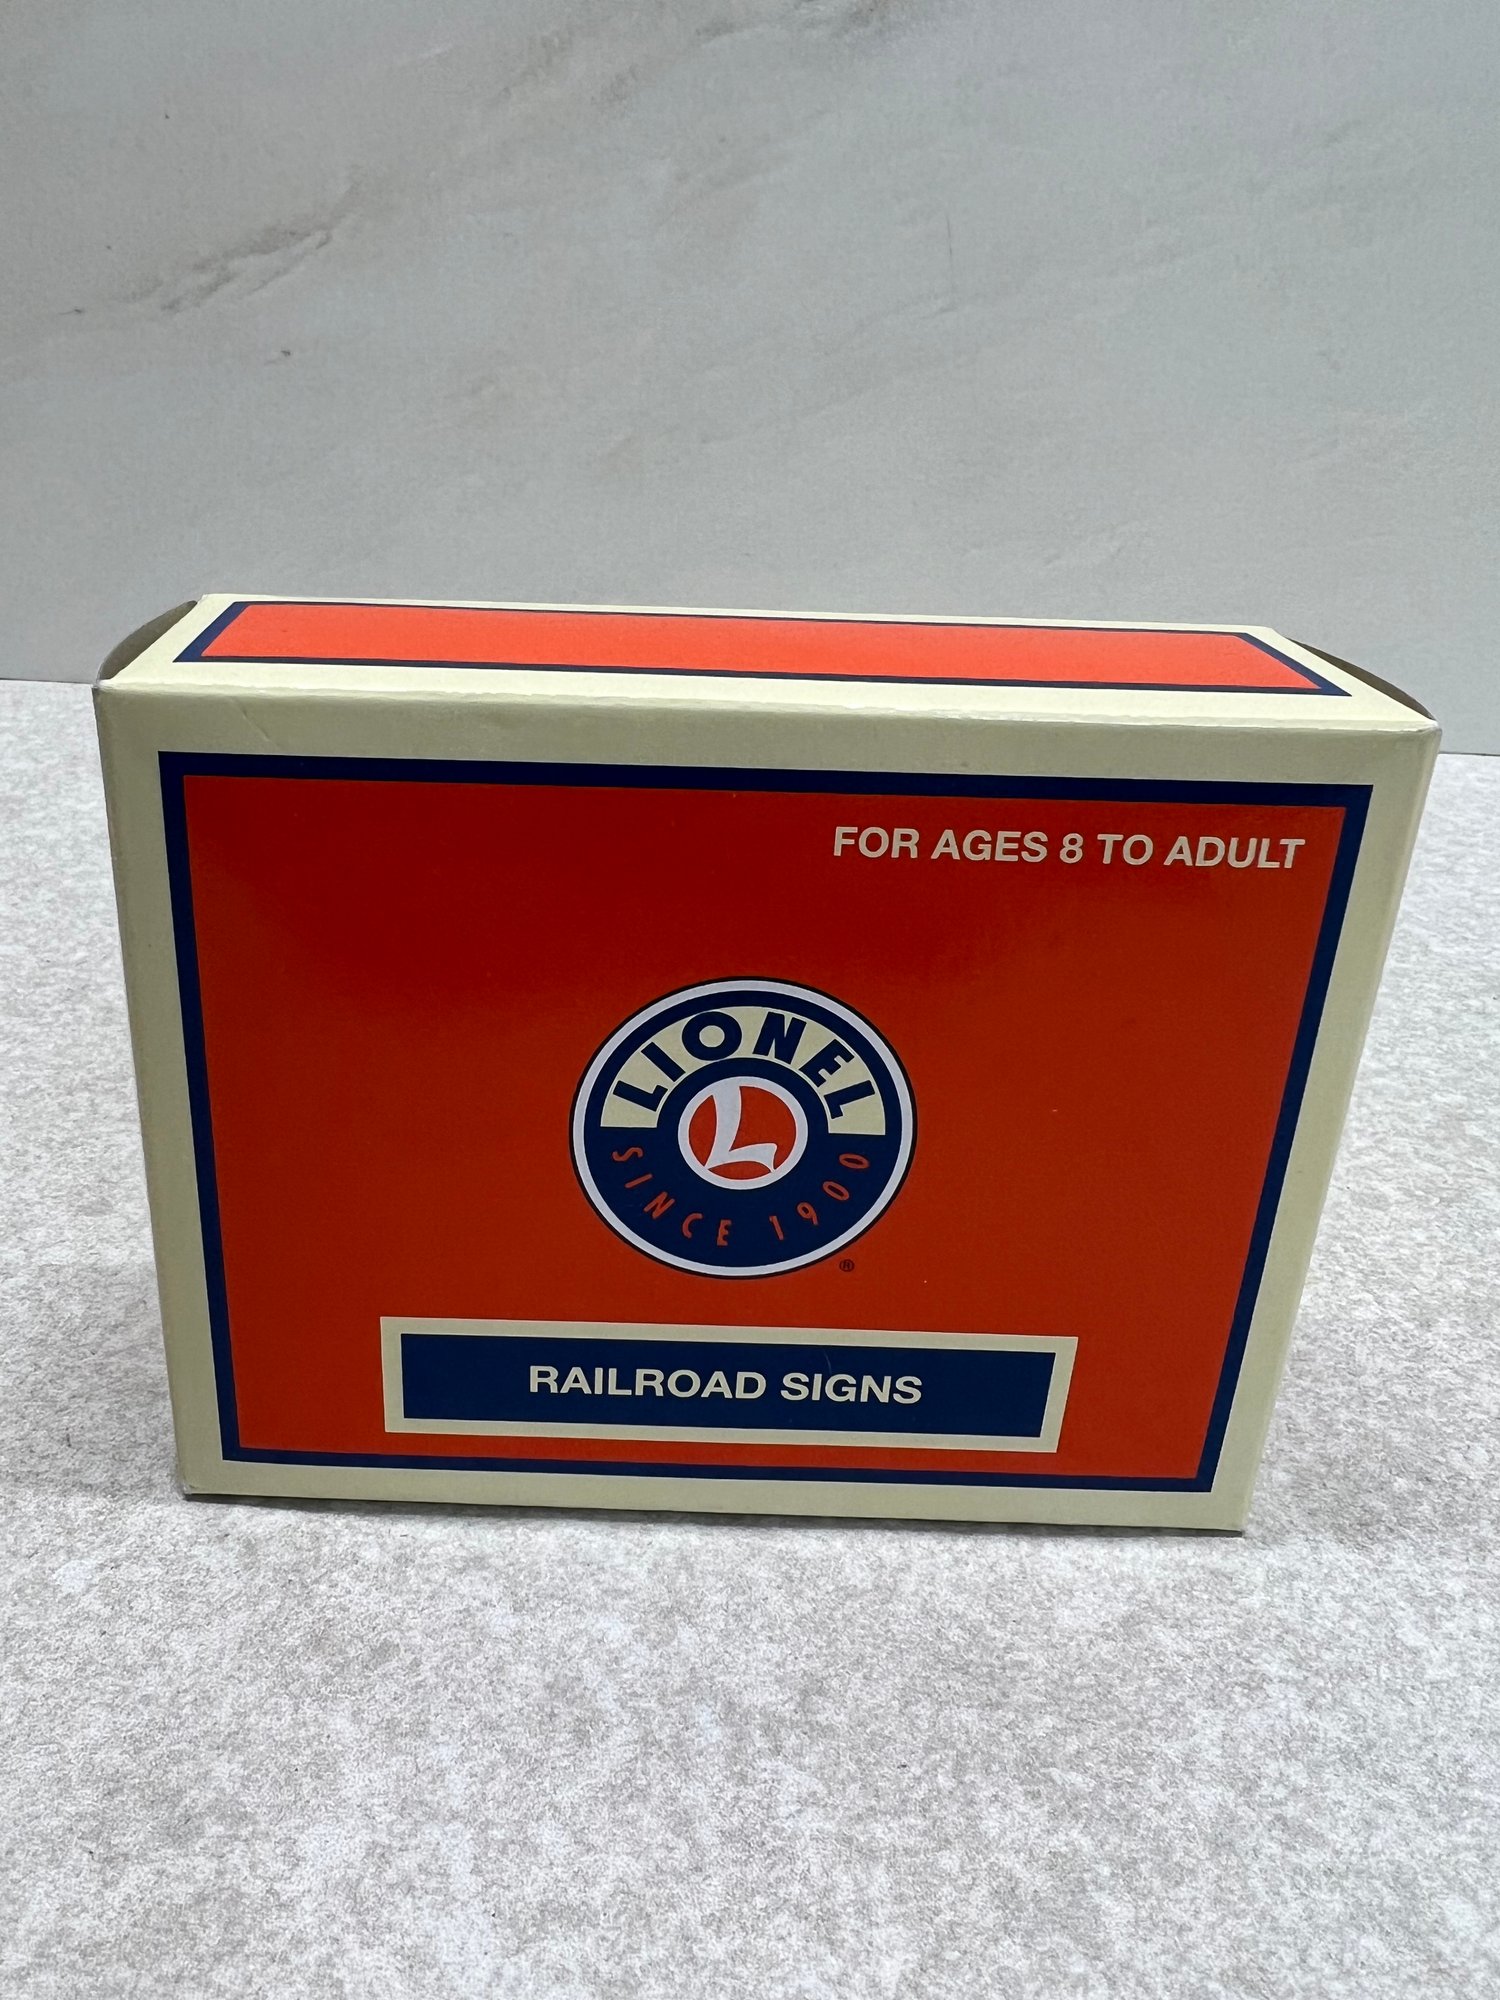 FOR AGES 8 TO ADULT
LIONEL
L
SINCE 1900
®
RAILROAD SIGNS